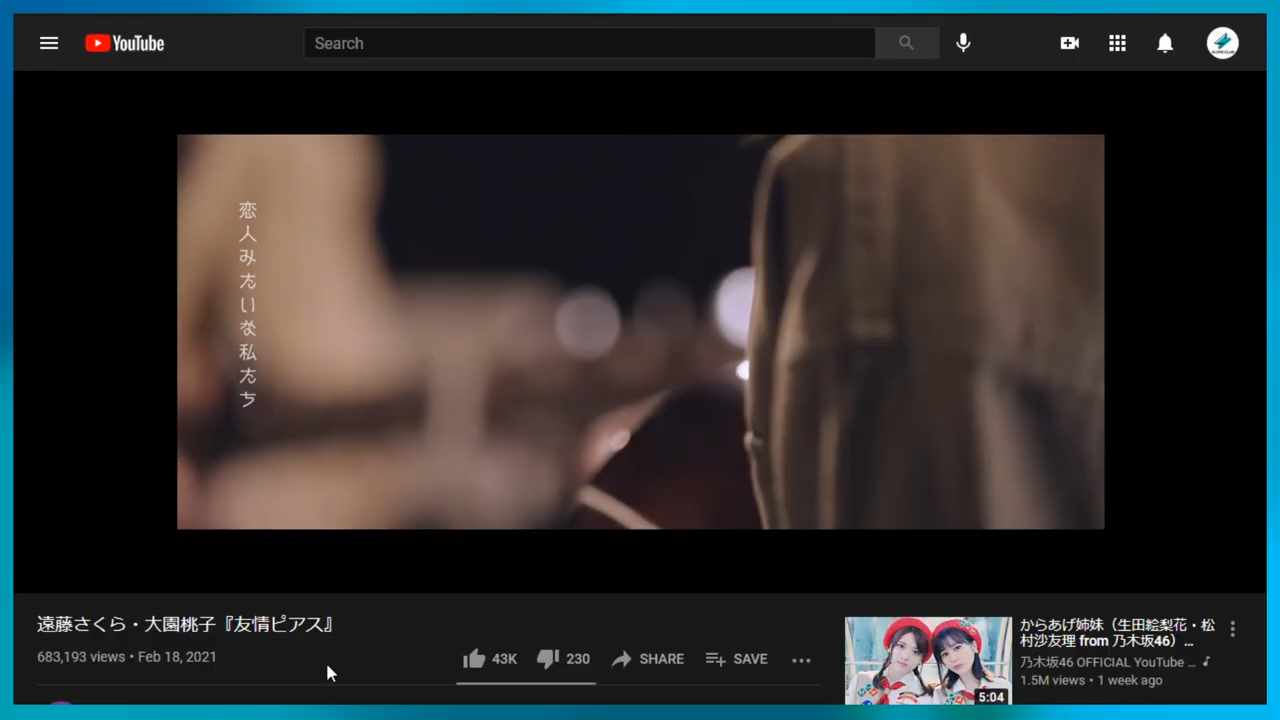 YouTube
Search
恋人みたいな私たち
遠藤さくら・大園桃子『友情ピアス』
683,193 views • Feb 18, 2021
43K
230
SHARE
SAVE
からあげ姉妹（生田絵梨花・松
村沙友理 from 乃木坂46）...
乃木坂46 OFFICIAL YouTube ...
1.5M views • 1 week ago
5:04